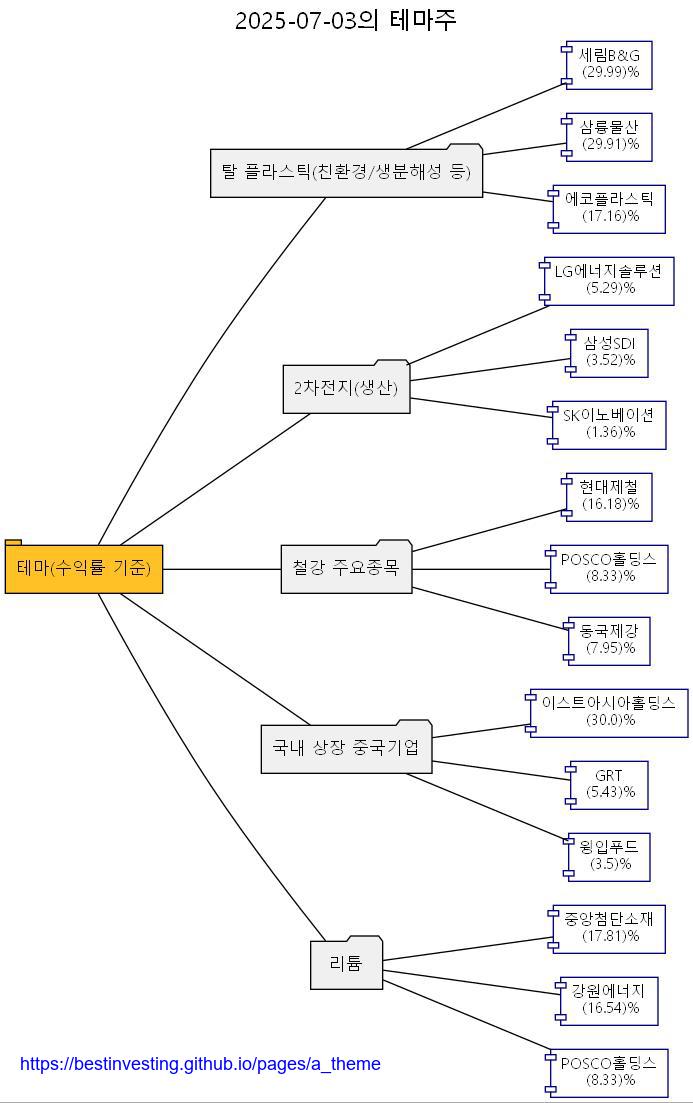 2025-07-03의 테마주
세림B&G
(29.99)%
삼륭물산
(29.91)%
탈 플라스틱(친환경/생분해성 등)
에코플라스틱
(17.16)%
LG에너지솔루션
(5.29)%
삼성SDI
(3.52)%
2차전지(생산)
SK이노베이션
(1.36)%
현대제철
(16.18)%
테마(수익률 기준)
철강 주요종목
POSCO홀딩스
(8.33)%
동국제강
(7.95)%
이스트아시아홀딩스
(30.0)%
국내 상장 중국기업
GRT
(5.43)%
윙입푸드
(3.5)%
중앙첨단소재
(17.81)%
리튬
강원에너지
(16.54)%
POSCO홀딩스
(8.33)%
https://bestinvesting.github.io/pages/a_theme